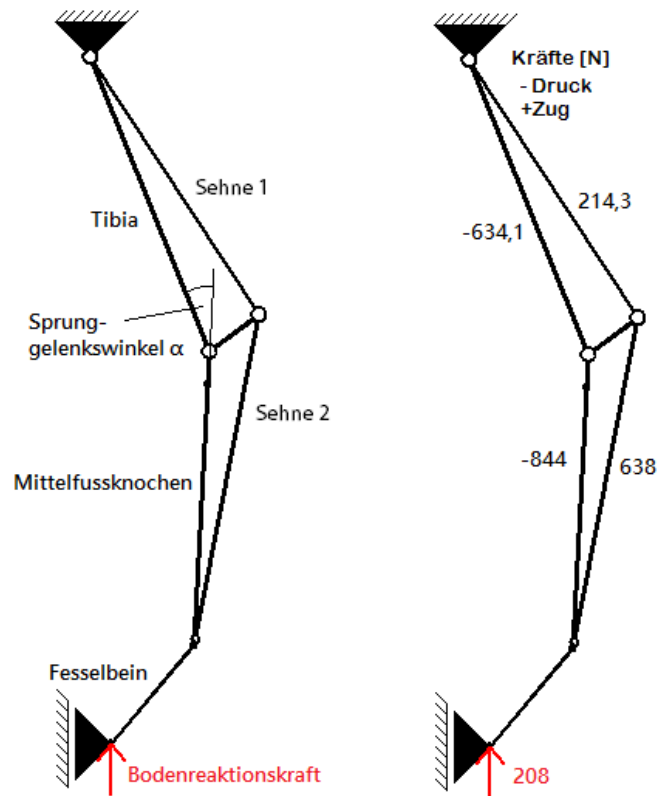 Kräfte [N]
- Druck
+Zug
Sehne 1
214,3
Tibia
-634,1
Sprung-
gelenkswinkel α
Sehne 2
-844
638
Mittelfussknochen
Fesselbein
Bodenreaktionskraft
208